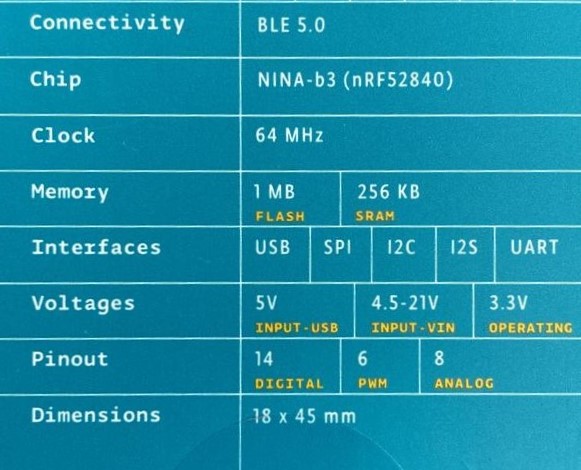 Connectivity BLE 5.0
Chip NINA-b3 (nRF52840)
Clock 64 MHz
Memory 1 MB 256 KB
FLASH SRAM
Interfaces USB SPI I2C I2S UART
Voltages 5V 4.5-21V 3.3V
INPUT-USB INPUT-VIN OPERATING
Pinout 14 6 8
DIGITAL PWM ANALOG
Dimensions 18 x 45 mm